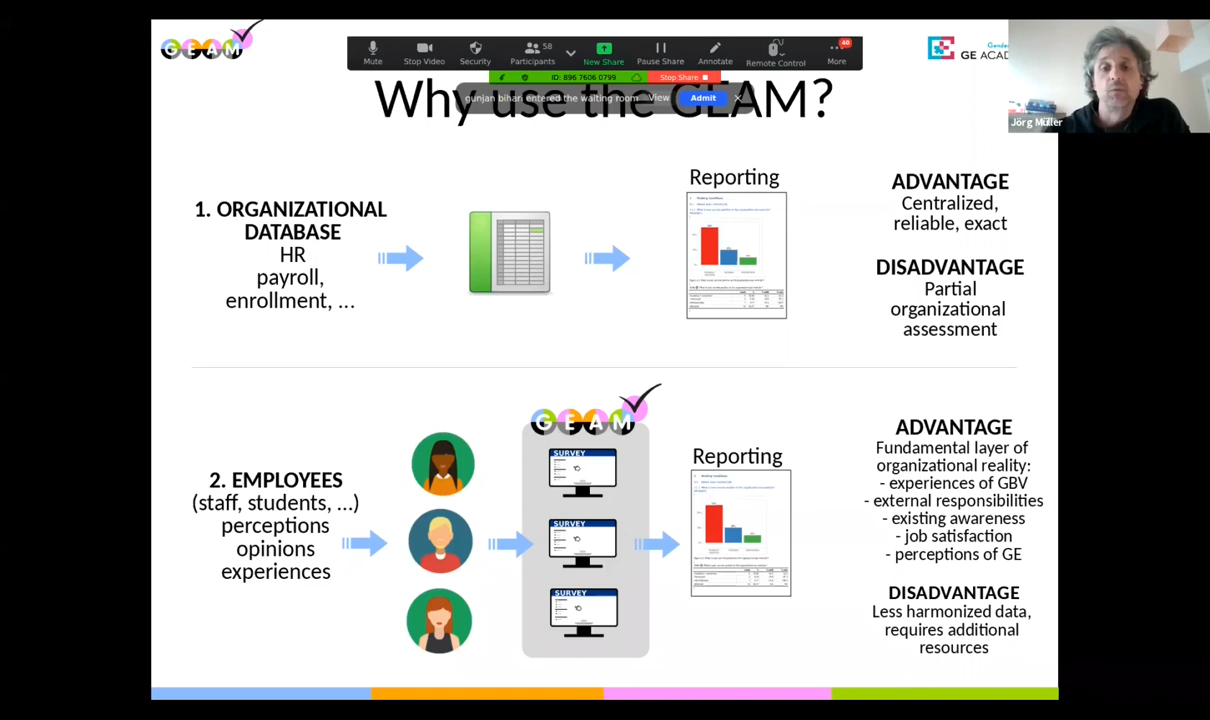 GEAM
Mute
Stop Video
Security
Participants
58
New Share
Pause Share
Annotate
Remote Control
More
40
ID: 896 7606 0799
Stop Share
gunjan bihari entered the waiting room
View
Admit
GE ACAD
Jörg Müller
Why use the GEAM?
1. ORGANIZATIONAL
DATABASE
HR
payroll,
enrollment, ...
Reporting
ADVANTAGE
Centralized,
reliable, exact
DISADVANTAGE
Partial
organizational
assessment
2. EMPLOYEES
(staff, students, ...)
perceptions
opinions
experiences
GEAM
SURVEY
SURVEY
SURVEY
Reporting
ADVANTAGE
Fundamental layer of
organizational reality:
- experiences of GBV
- external responsibilities
- existing awareness
- job satisfaction
- perceptions of GE
DISADVANTAGE
Less harmonized data,
requires additional
resources